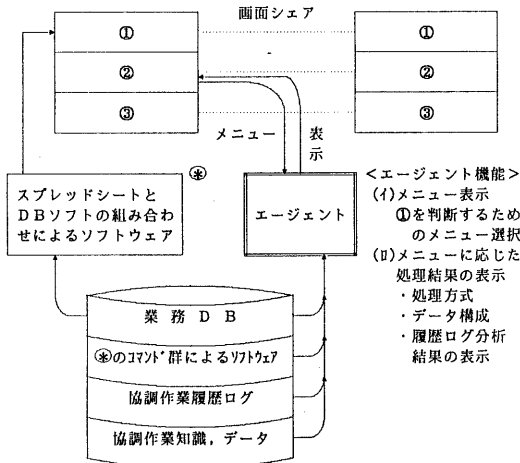 画面シェア
①
①
②
②
③
③
メニュー
表示
スプレッドシートと
DBソフトの組み合わ
せによるソフトウェア
＊
エージェント
<エージェント機能>
(ｲ)メニュー表示
①を判断するため
のメニュー選択
(ﾛ)メニューに応じた
処理結果の表示
・処理方式
・データ構成
・履歴ログ分析
結果の表示
業務DB
＊のｺﾏﾝﾄﾞ群によるｿﾌﾄｳｪｱ
協調作業履歴ログ
協調作業知識，データ